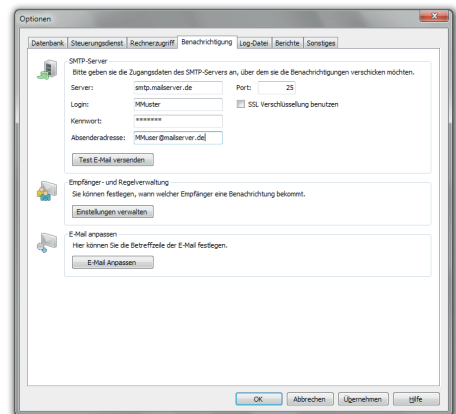 Optionen
Datenbank Steuerungsdienst Rechnerzugriff Benachrichtigung Log-Datei Berichte Sonstiges
SMTP-Server
Bitte geben sie die Zugangsdaten des SMTP-Servers an, über dem sie die Benachrichtigungen verschicken möchten.
Server: smtp.mailserver.de Port: 25
Login: MMuster SSL Verschlüssellung benutzen
Kennwort: *******
Absenderadresse: MMuser@mailserver.de
Test E-Mail versenden
Empfänger- und Regelverwaltung
Sie können festlegen, wann welcher Empfänger eine Benachrichtung bekommt.
Einstellungen verwalten
E-Mail anpassen
Hier können Sie die Betreffzeile der E-Mail festlegen.
E-Mail Anpassen
OK Abbrechen Übernehmen Hilfe